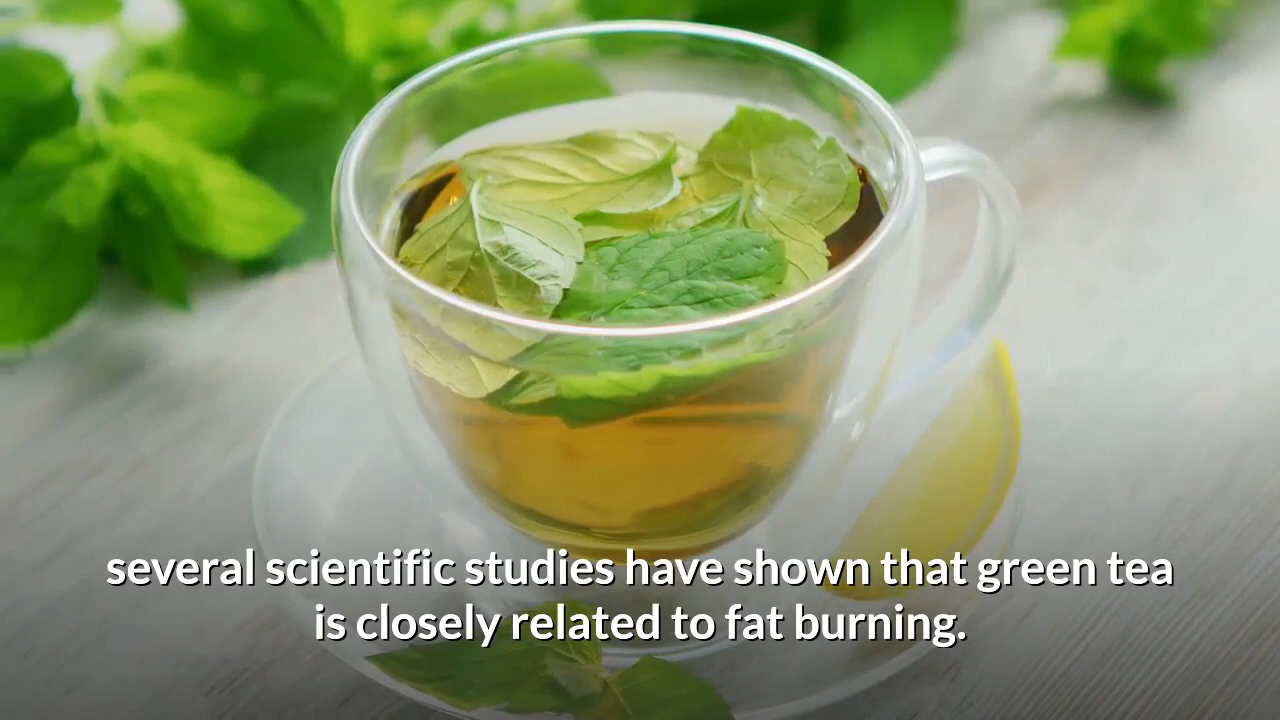 several scientific studies have shown that green tea
is closely related to fat burning.